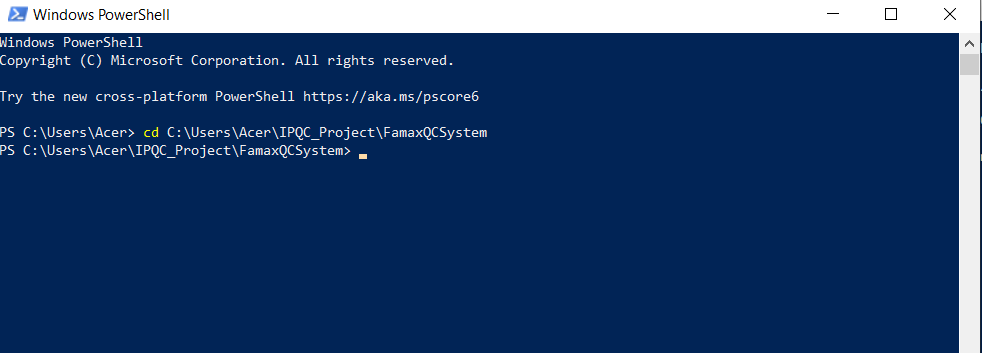 Windows PowerShell
Windows PowerShell
Copyright (C) Microsoft Corporation. All rights reserved.
Try the new cross-platform PowerShell https://aka.ms/pscore6
PS C:\Users\Acer> cd C:\Users\Acer\IPQC_Project\FamaxQCSystem
PS C:\Users\Acer\IPQC_Project\FamaxQCSystem>